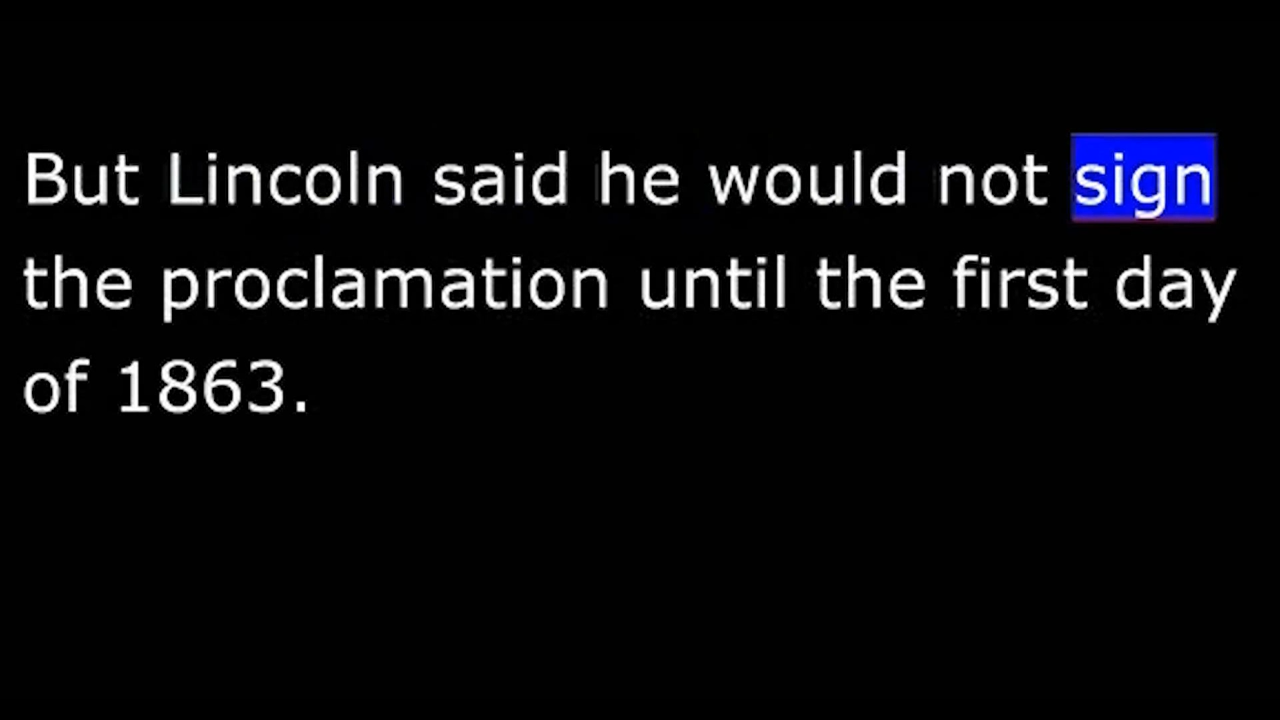 But Lincoln said he would not sign
the proclamation until the first day
of 1863.